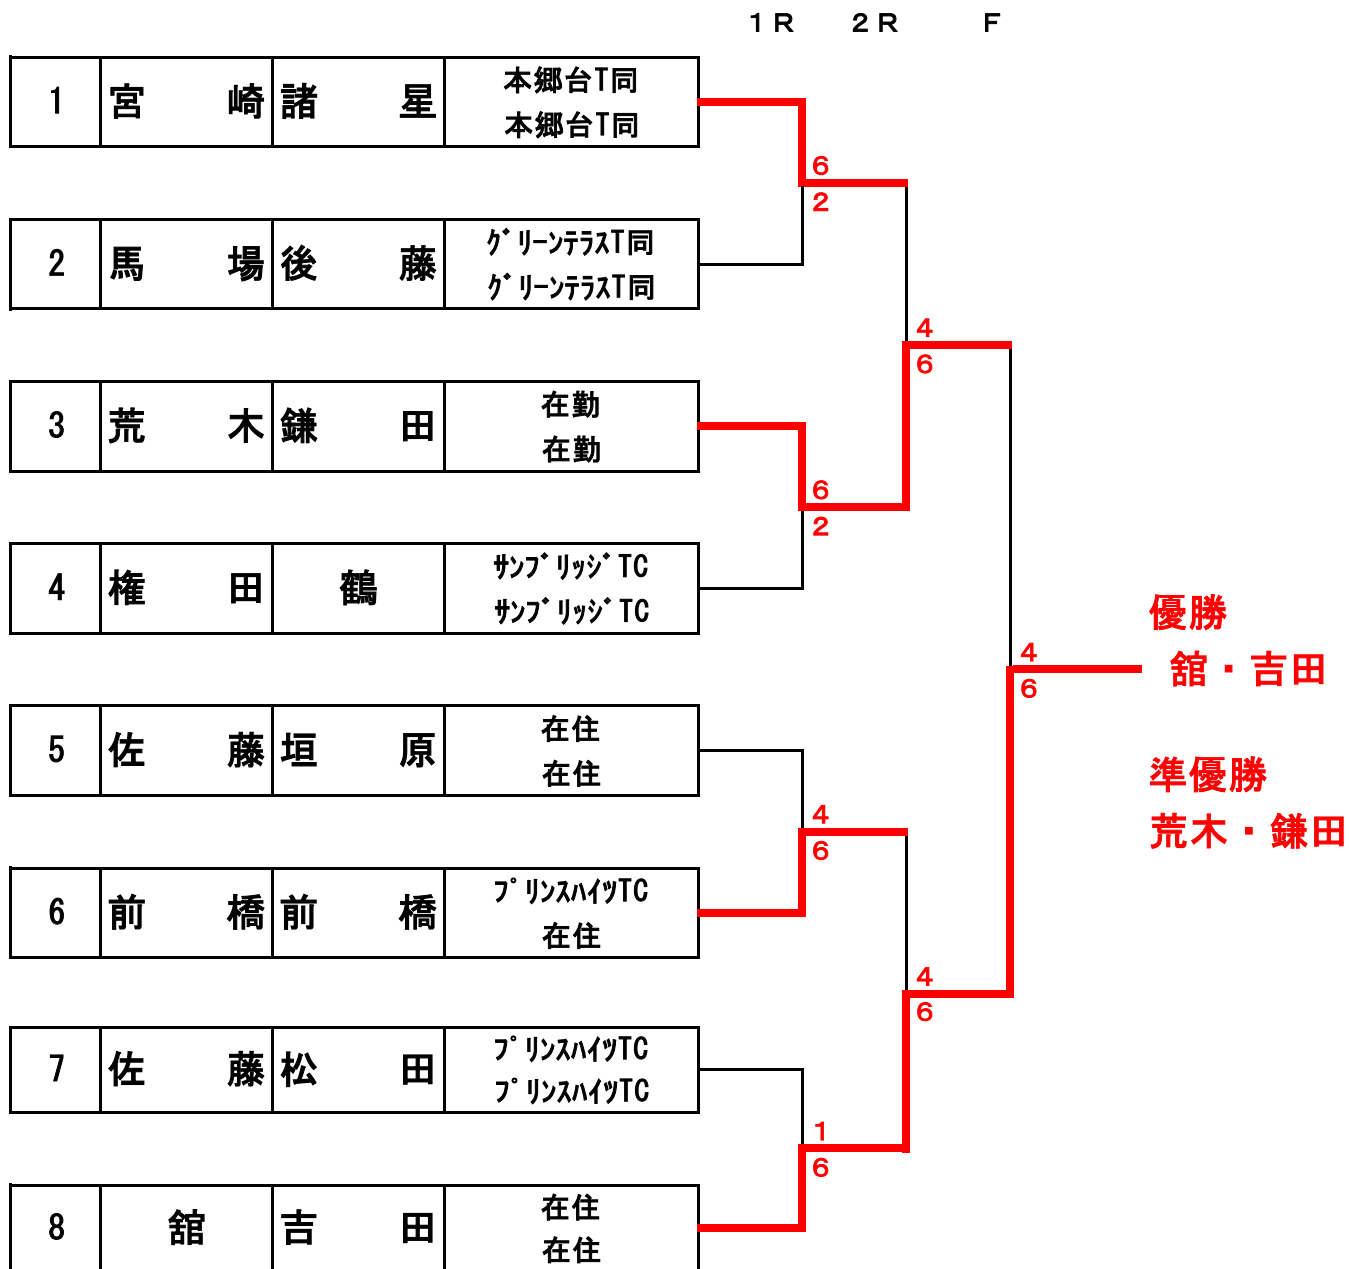 １Ｒ ２Ｒ Ｆ
1 宮 崎 諸 星 本郷台T同
本郷台T同
6
2
2 馬 場 後 藤 ｸﾞﾘｰﾝﾃﾗｽT同
ｸﾞﾘｰﾝﾃﾗｽT同
4
6
3 荒 木 鎌 田 在勤
在勤
6
2
4 権 田 鶴 ｻﾝﾌﾞﾘｯｼﾞTC
ｻﾝﾌﾞﾘｯｼﾞTC
優勝
4
6
舘・吉田
5 佐 藤 垣 原 在住
在住
準優勝
4
6
荒木・鎌田
6 前 橋 前 橋 ﾌﾟﾘﾝｽﾊｲﾂTC
在住
4
6
7 佐 藤 松 田 ﾌﾟﾘﾝｽﾊｲﾂTC
ﾌﾟﾘﾝｽﾊｲﾂTC
1
6
8 舘 吉 田 在住
在住